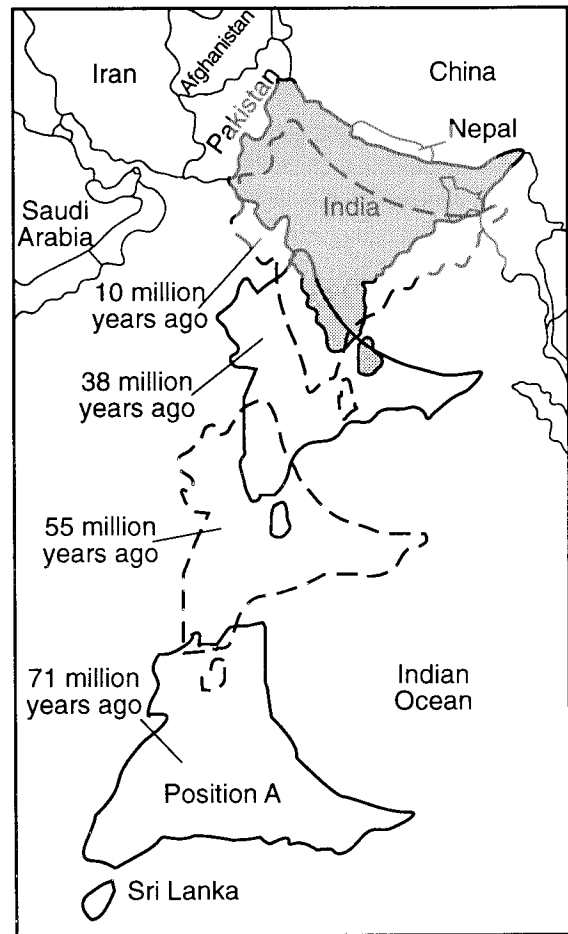 Iran
Afghanistan
Pakistan
China
Nepal
India
Saudi
Arabia
10 million
years ago
38 million
years ago
55 million
years ago
71 million
years ago
Indian
Ocean
Position A
Sri Lanka